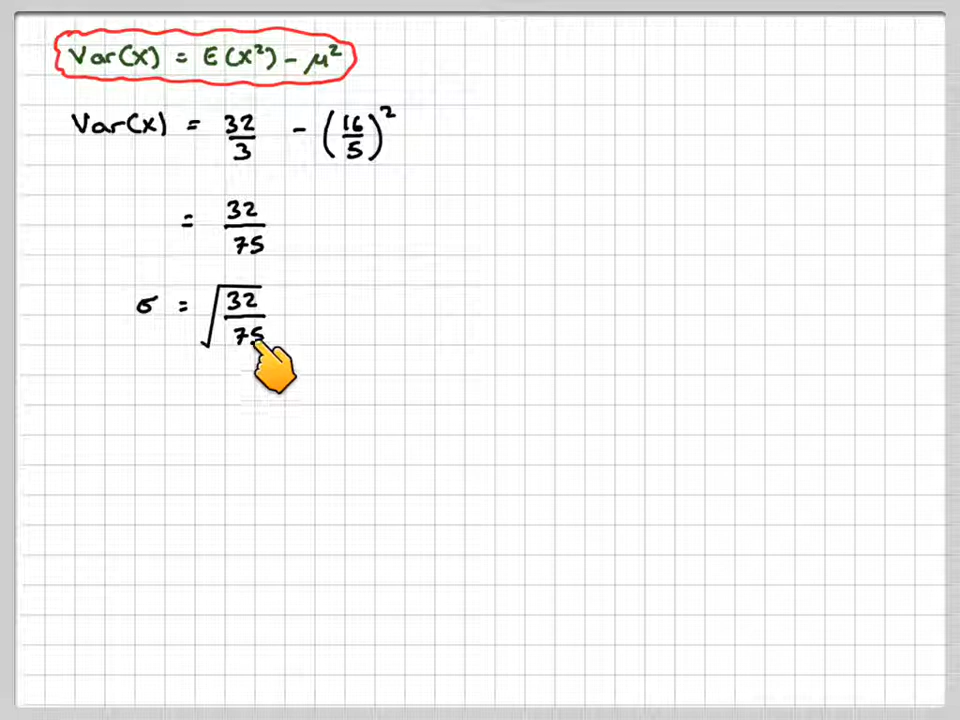 Var(X) = E(X²) - μ²
Var(X) = 32/3 - (16/5)²
= 32/75
σ = √(32/75)